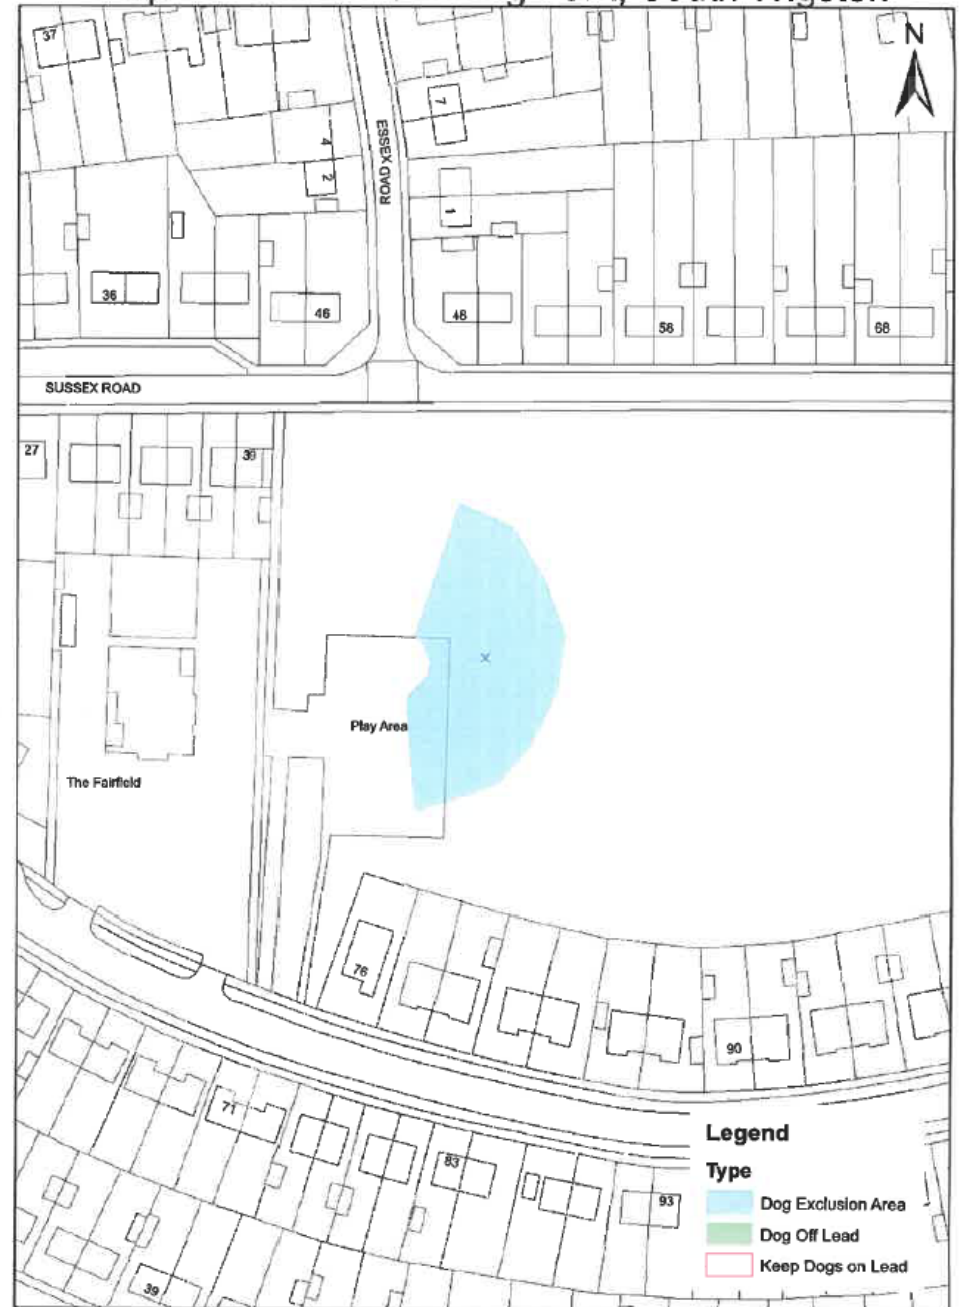 South Wigston
N
37
7
4
2
ESSEX ROAD
1
36
46
48
58
68
SUSSEX ROAD
27
39
Play Area
The Fairfield
76
90
71
83
93
39
Legend
Type
Dog Exclusion Area
Dog Off Lead
Keep Dogs on Lead